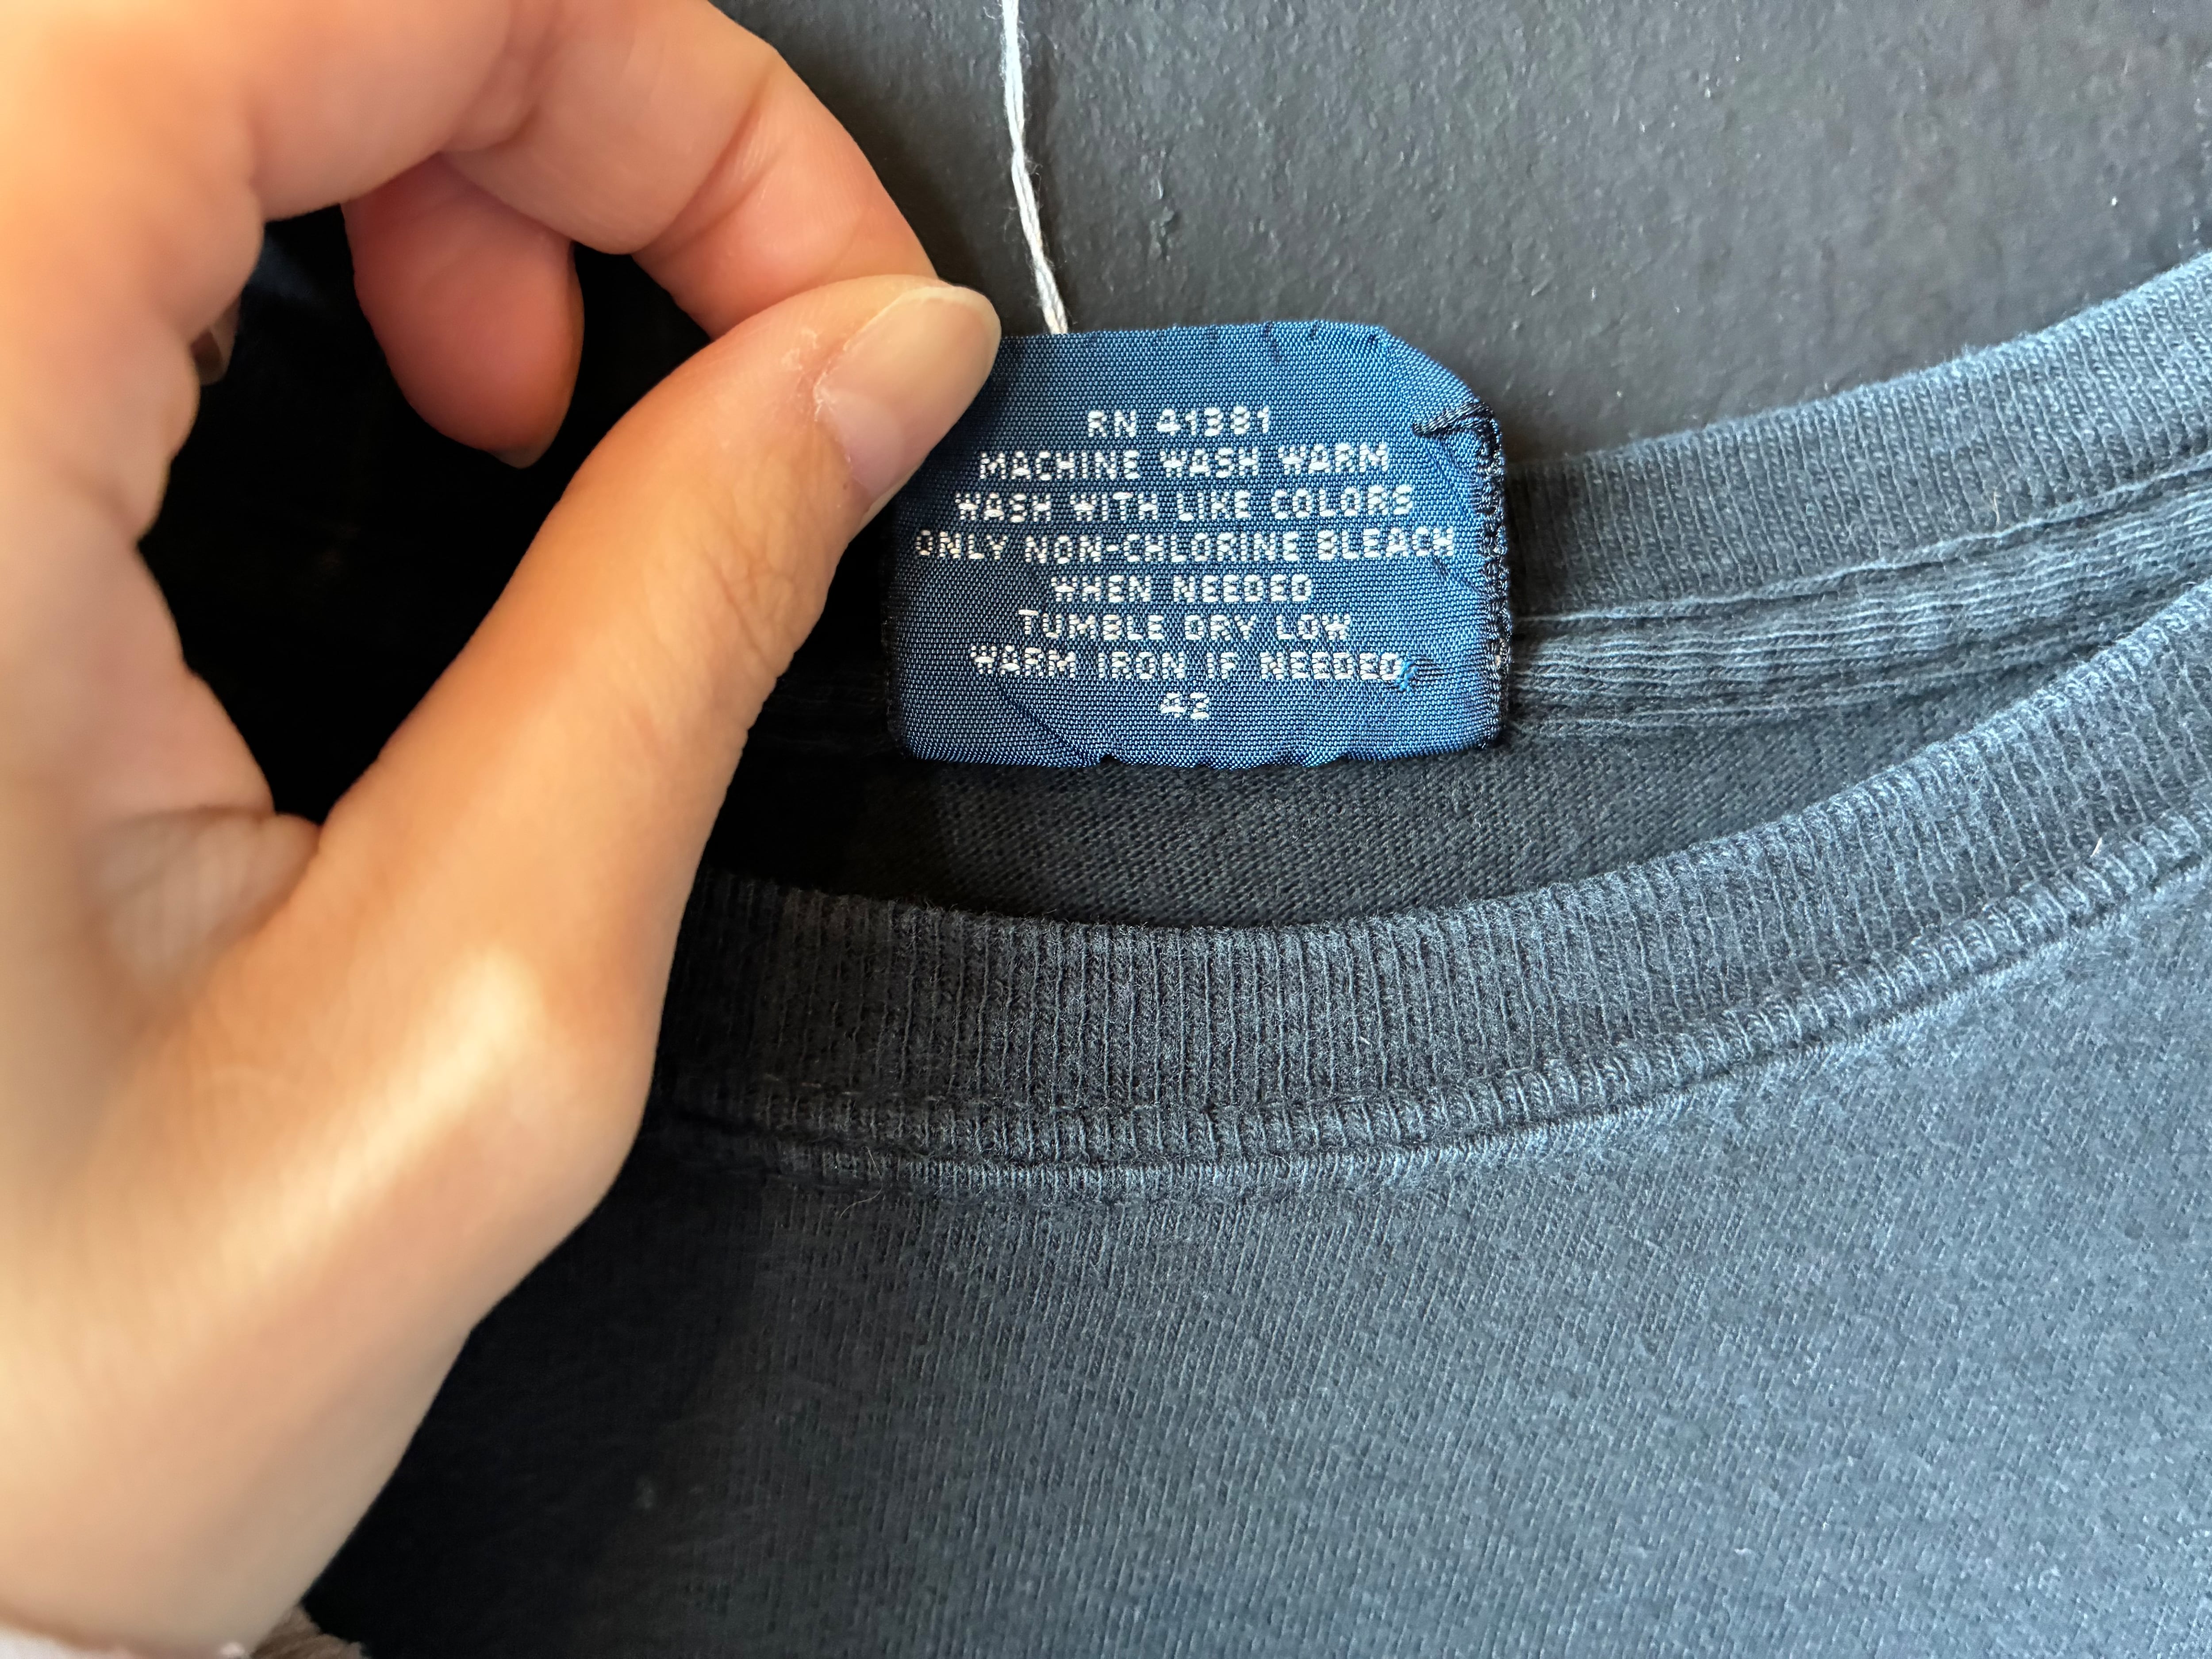 RN 41381
MACHINE WASH WARM
WASH WITH LIKE COLORS
ONLY NON-CHLORINE BLEACH
WHEN NEEDED
TUMBLE DRY LOW
WARM IRON IF NEEDED
42